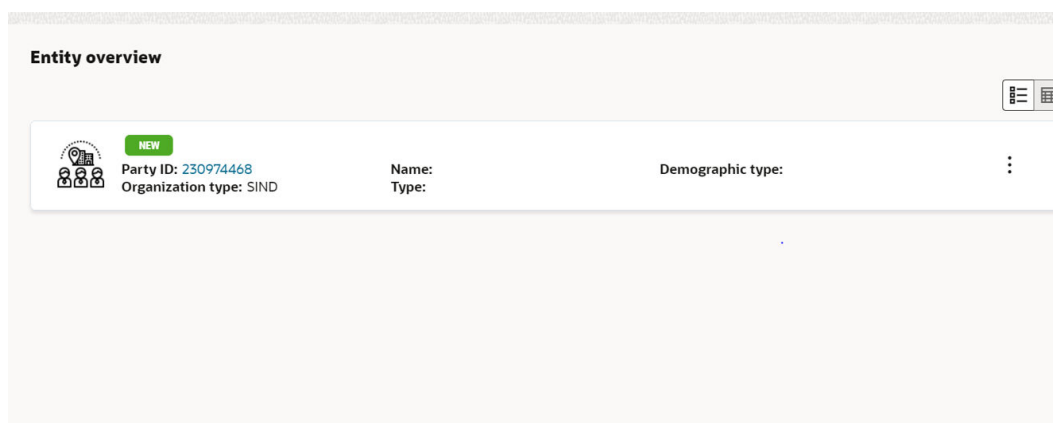 Entity overview
NEW
Party ID: 230974468 Name: Demographic type:
Organization type: SIND Type: